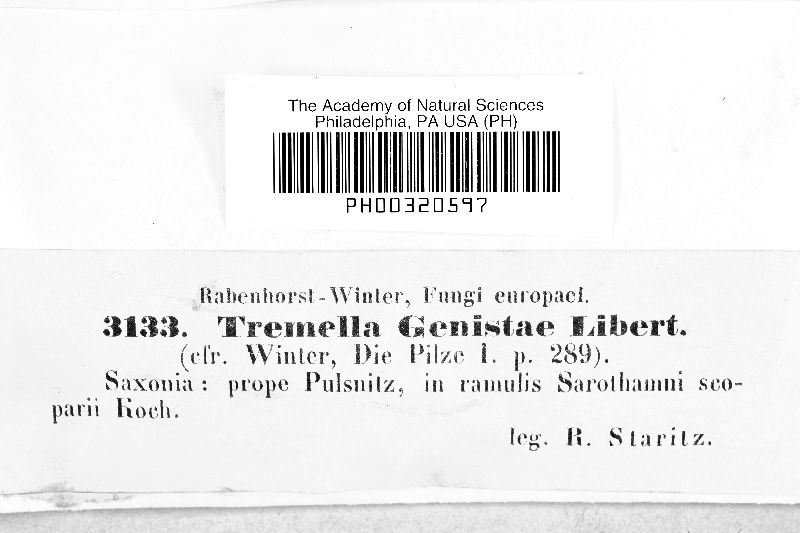 The Academy of Natural Sciences
Philadelphia, PA USA (PH)
PH00320597
Rabenhorst-Winter, Fungi europaei.
3133. Tremella Genistae Libert.
(cfr. Winter, Die Pilze I. p. 289).
Saxonia: prope Pulsnitz, in ramulis Sarothamni sco-
parii Koch.
leg. R. Staritz.